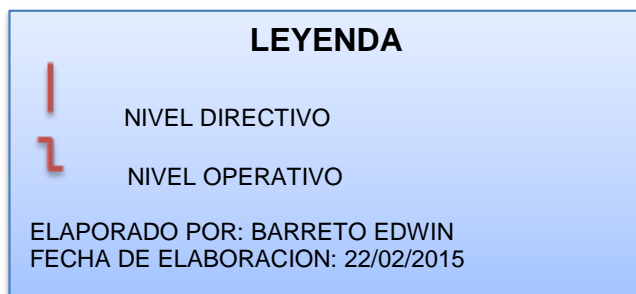 LEYENDA
NIVEL DIRECTIVO
NIVEL OPERATIVO
ELAPORADO POR: BARRETO EDWIN
FECHA DE ELABORACION: 22/02/2015